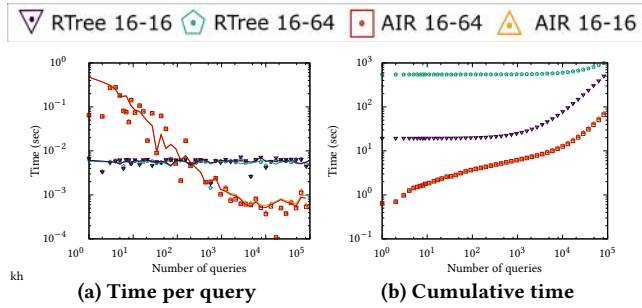 RTree 16-16 RTree 16-64 AIR 16-64 AIR 16-16
10^0
10^-1
10^-2
10^-3
10^-4
Time (sec)
10^0 10^1 10^2 10^3 10^4 10^5
Number of queries
10^3
10^2
10^1
10^0
10^-1
Time (sec)
10^0 10^1 10^2 10^3 10^4 10^5
Number of queries
kh
(a) Time per query
(b) Cumulative time